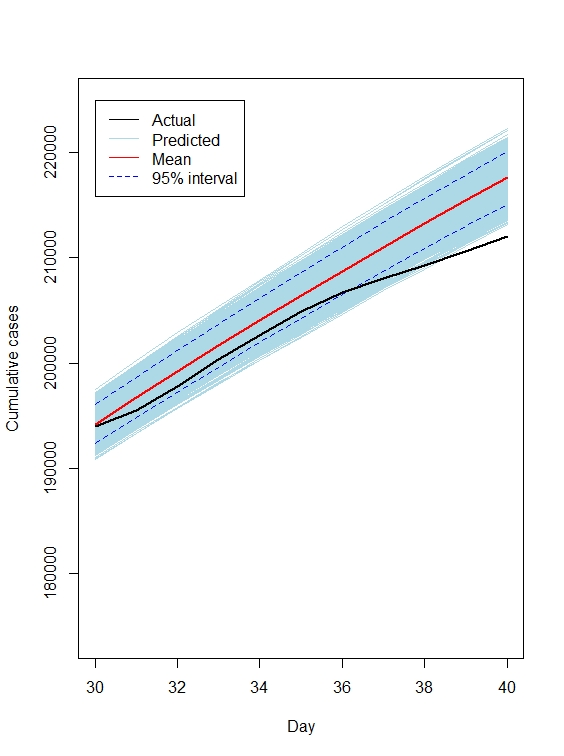 Actual
Predicted
Mean
95% interval
Cumulative cases
220000
210000
200000
190000
180000
30 32 34 36 38 40
Day